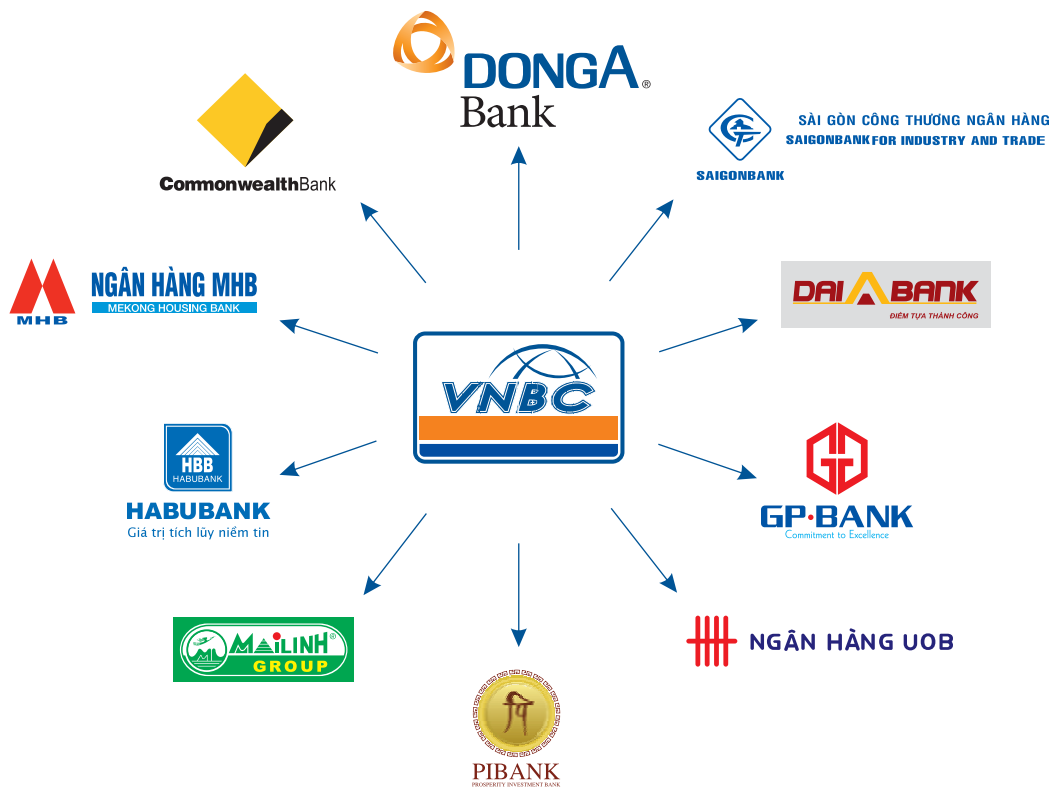 DONGA®
Bank
CommonwealthBank
SÀI GÒN CÔNG THƯƠNG NGÂN HÀNG
SAIGONBANK FOR INDUSTRY AND TRADE
SAIGONBANK
MHB
NGÂN HÀNG MHB
MEKONG HOUSING BANK
DAI A BANK
ĐIỂM TỰA THÀNH CÔNG
VNBC
HBB
HABUBANK
HABUBANK
Giá trị tích lũy niềm tin
GP·BANK
Commitment to Excellence
ML
MAILINH®
GROUP
NGÂN HÀNG UOB
पि
PIBANK
PROSPERITY INVESTMENT BANK